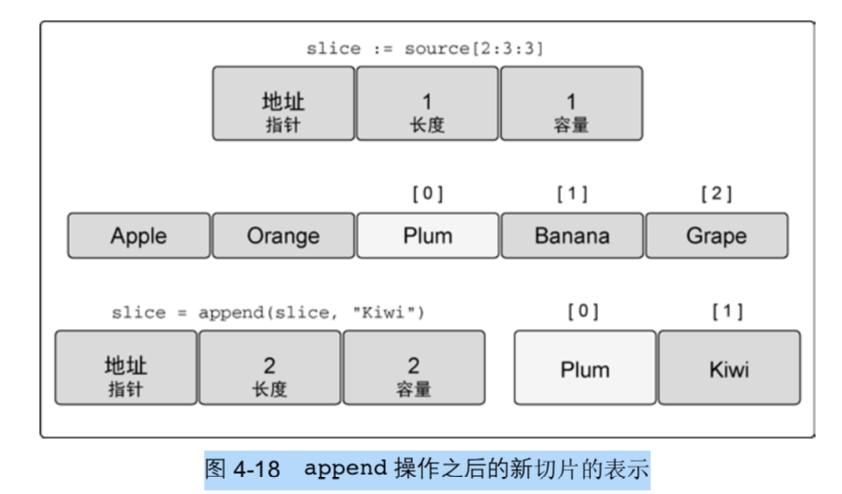 slice := source[2:3:3]
地址 1 1
指针 长度 容量
[0] [1] [2]
Apple Orange Plum Banana Grape
slice = append(slice, "Kiwi") [0] [1]
地址 2 2 Plum Kiwi
指针 长度 容量
图 4-18 append 操作之后的新切片的表示